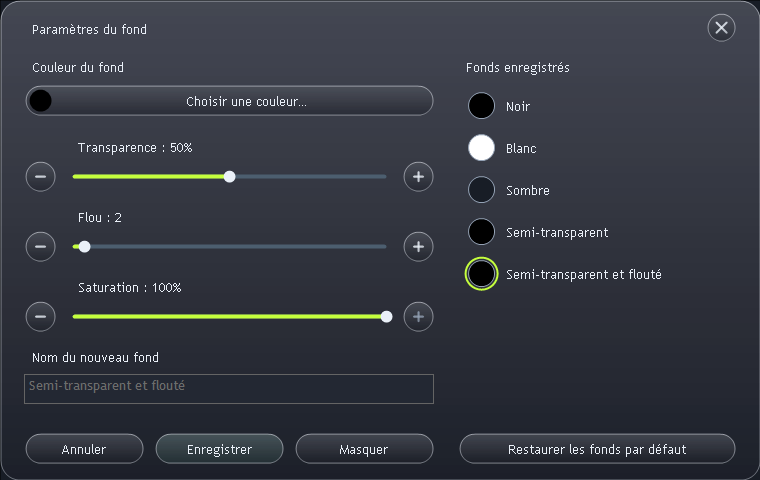 Paramètres du fond
Couleur du fond
Choisir une couleur...
Transparence : 50%
Flou : 2
Saturation : 100%
Nom du nouveau fond
Semi-transparent et flouté
Fonds enregistrés
Noir
Blanc
Sombre
Semi-transparent
Semi-transparent et flouté
Annuler
Enregistrer
Masquer
Restaurer les fonds par défaut